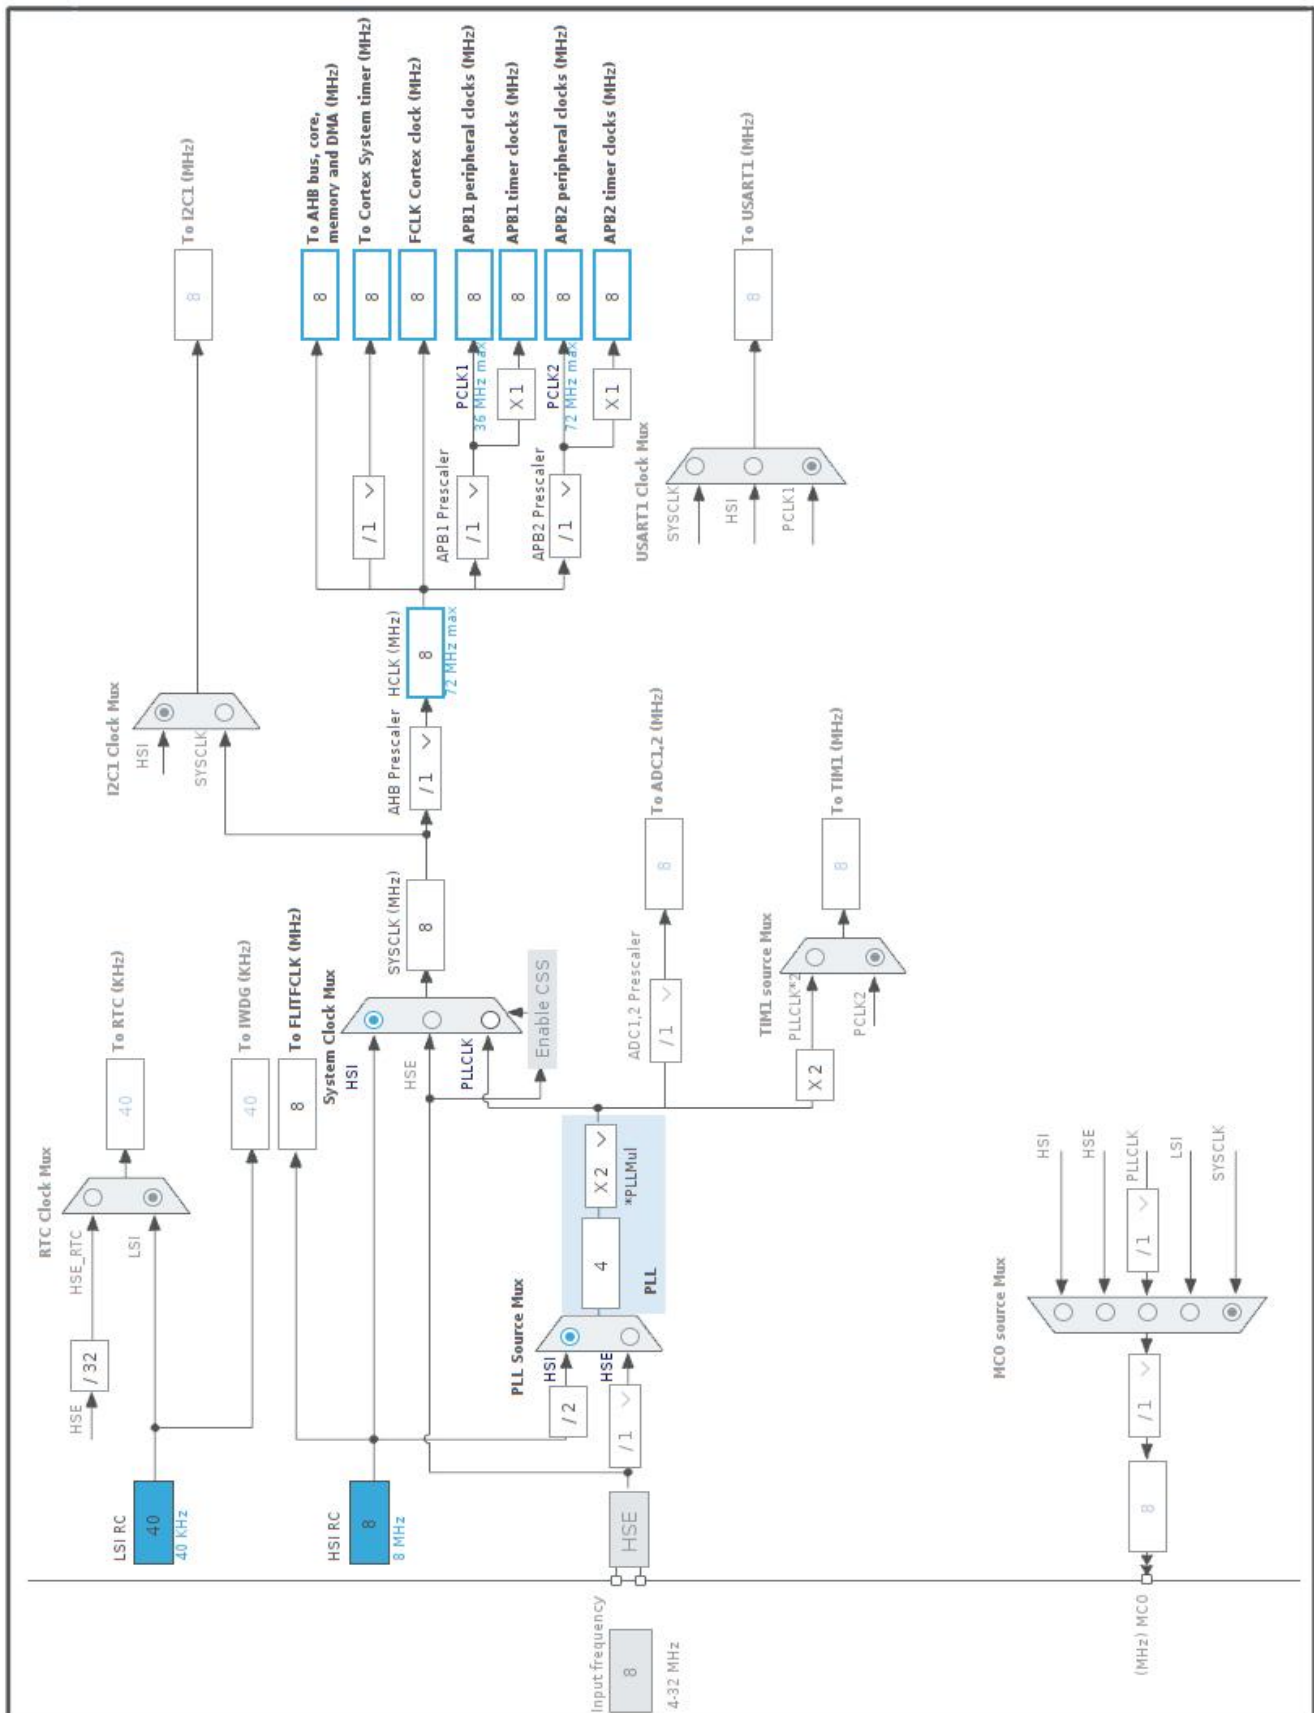 HSE
/ 32
HSE_RTC
RTC Clock Mux
To RTC (KHz)
40
LSI RC
40
40 KHz
LSI
40
To IWDG (KHz)
8
To FLITFCLK (MHz)
I2C1 Clock Mux
HSI
SYSCLK
8
To I2C1 (MHz)
HSI RC
8
8 MHz
System Clock Mux
HSI
HSE
PLLCLK
SYSCLK (MHz)
8
AHB Prescaler
/ 1
HCLK (MHz)
8
72 MHz max
8
To AHB bus, core,
memory and DMA (MHz)
/ 1
8
To Cortex System timer (MHz)
8
FCLK Cortex clock (MHz)
APB1 Prescaler
/ 1
PCLK1
36 MHz max
8
APB1 peripheral clocks (MHz)
X 1
8
APB1 timer clocks (MHz)
APB2 Prescaler
/ 1
PCLK2
72 MHz max
8
APB2 peripheral clocks (MHz)
X 1
8
APB2 timer clocks (MHz)
Enable CSS
PLL Source Mux
HSI
/ 2
HSE
/ 1
4
X 2
*PLLMul
PLL
Input frequency
8
4-32 MHz
HSE
ADC1,2 Prescaler
/ 1
8
To ADC1,2 (MHz)
USART1 Clock Mux
SYSCLK
HSI
PCLK1
8
To USART1 (MHz)
TIM1 source Mux
X 2
PLLCLK*2
PCLK2
8
To TIM1 (MHz)
MCO source Mux
HSI
HSE
/ 1
PLLCLK
LSI
SYSCLK
(MHz) MCO
8
/ 1